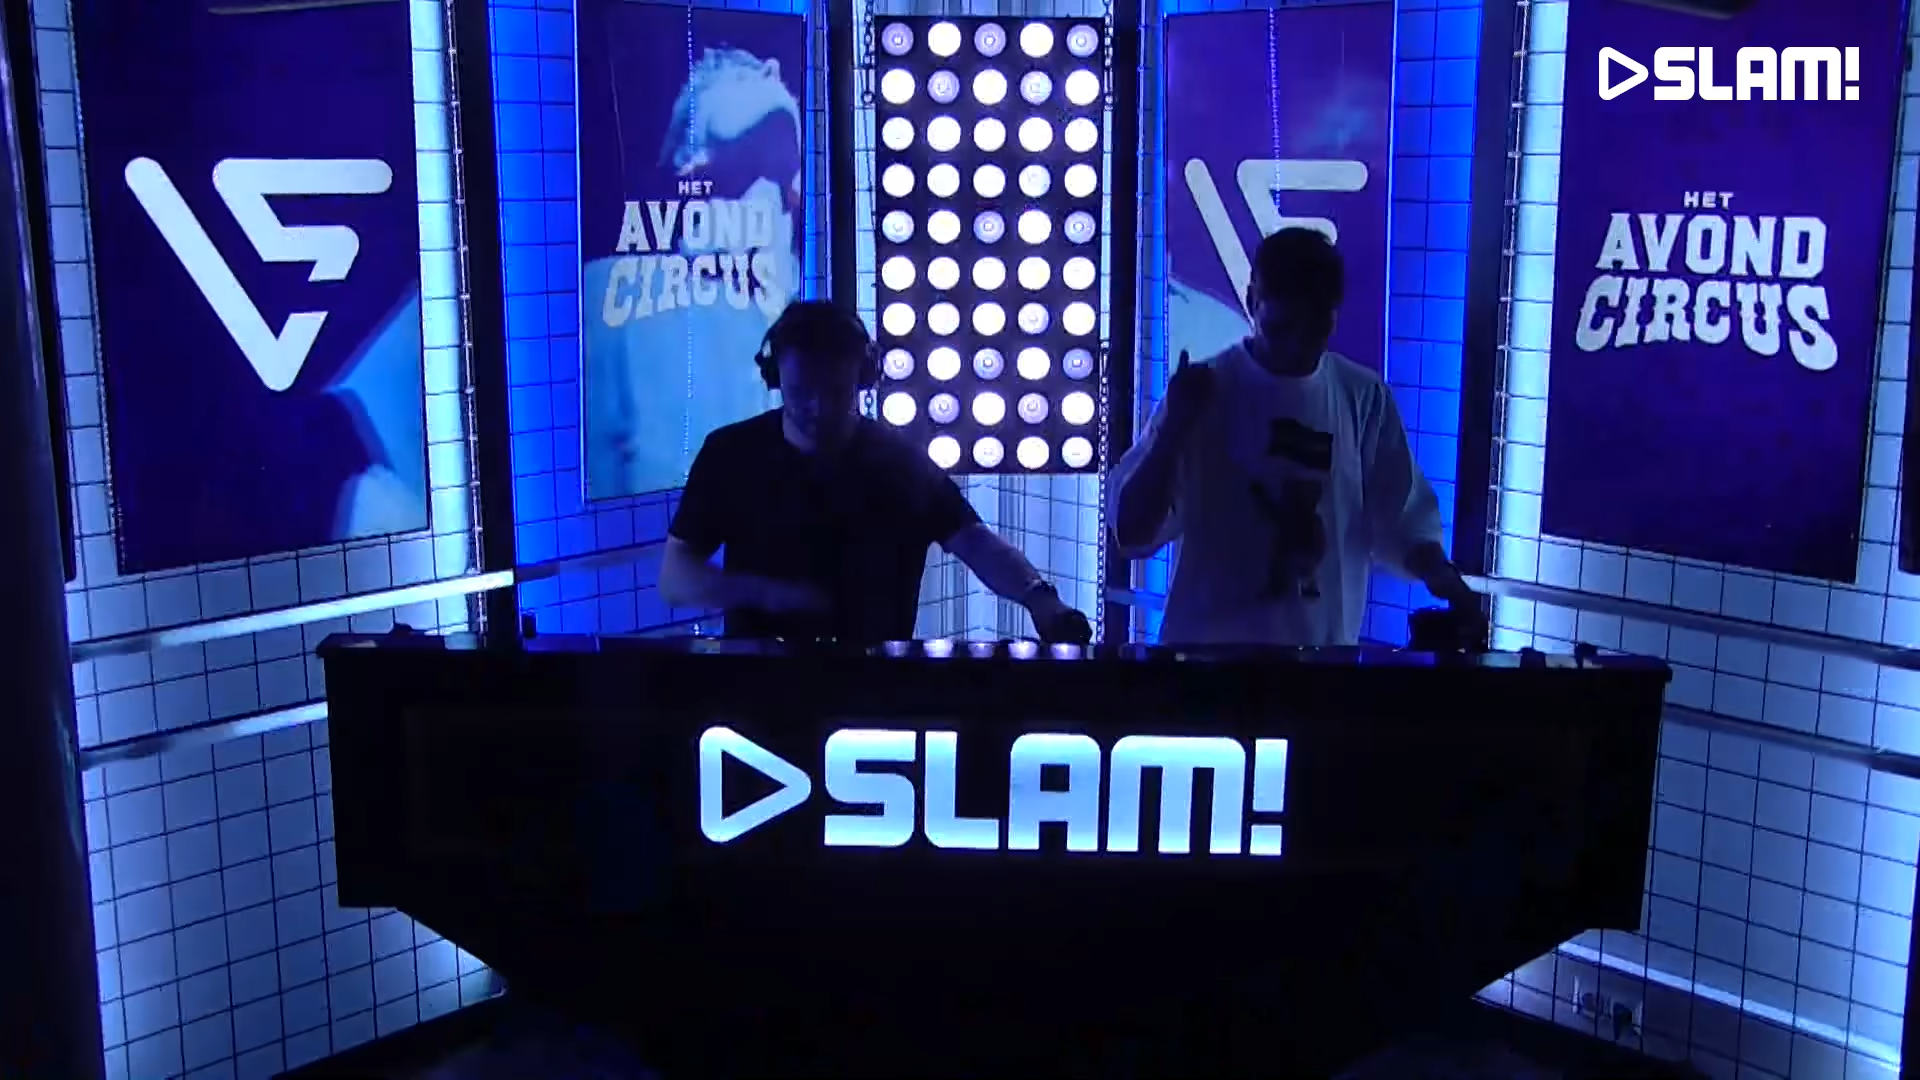 SLAM!
HET
AVOND
CIRCUS
HET
AVOND
CIRCUS
SLAM!